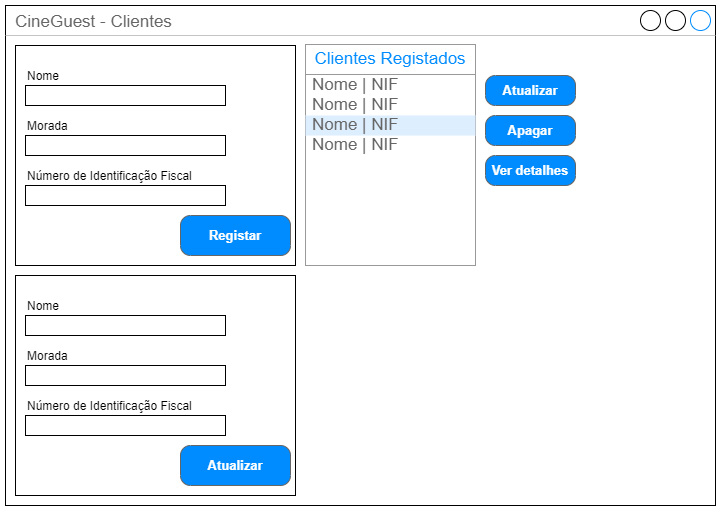 CineGuest - Clientes
Nome
Morada
Número de Identificação Fiscal
Registar
Clientes Registados
Nome | NIF
Nome | NIF
Nome | NIF
Nome | NIF
Atualizar
Apagar
Ver detalhes
Nome
Morada
Número de Identificação Fiscal
Atualizar